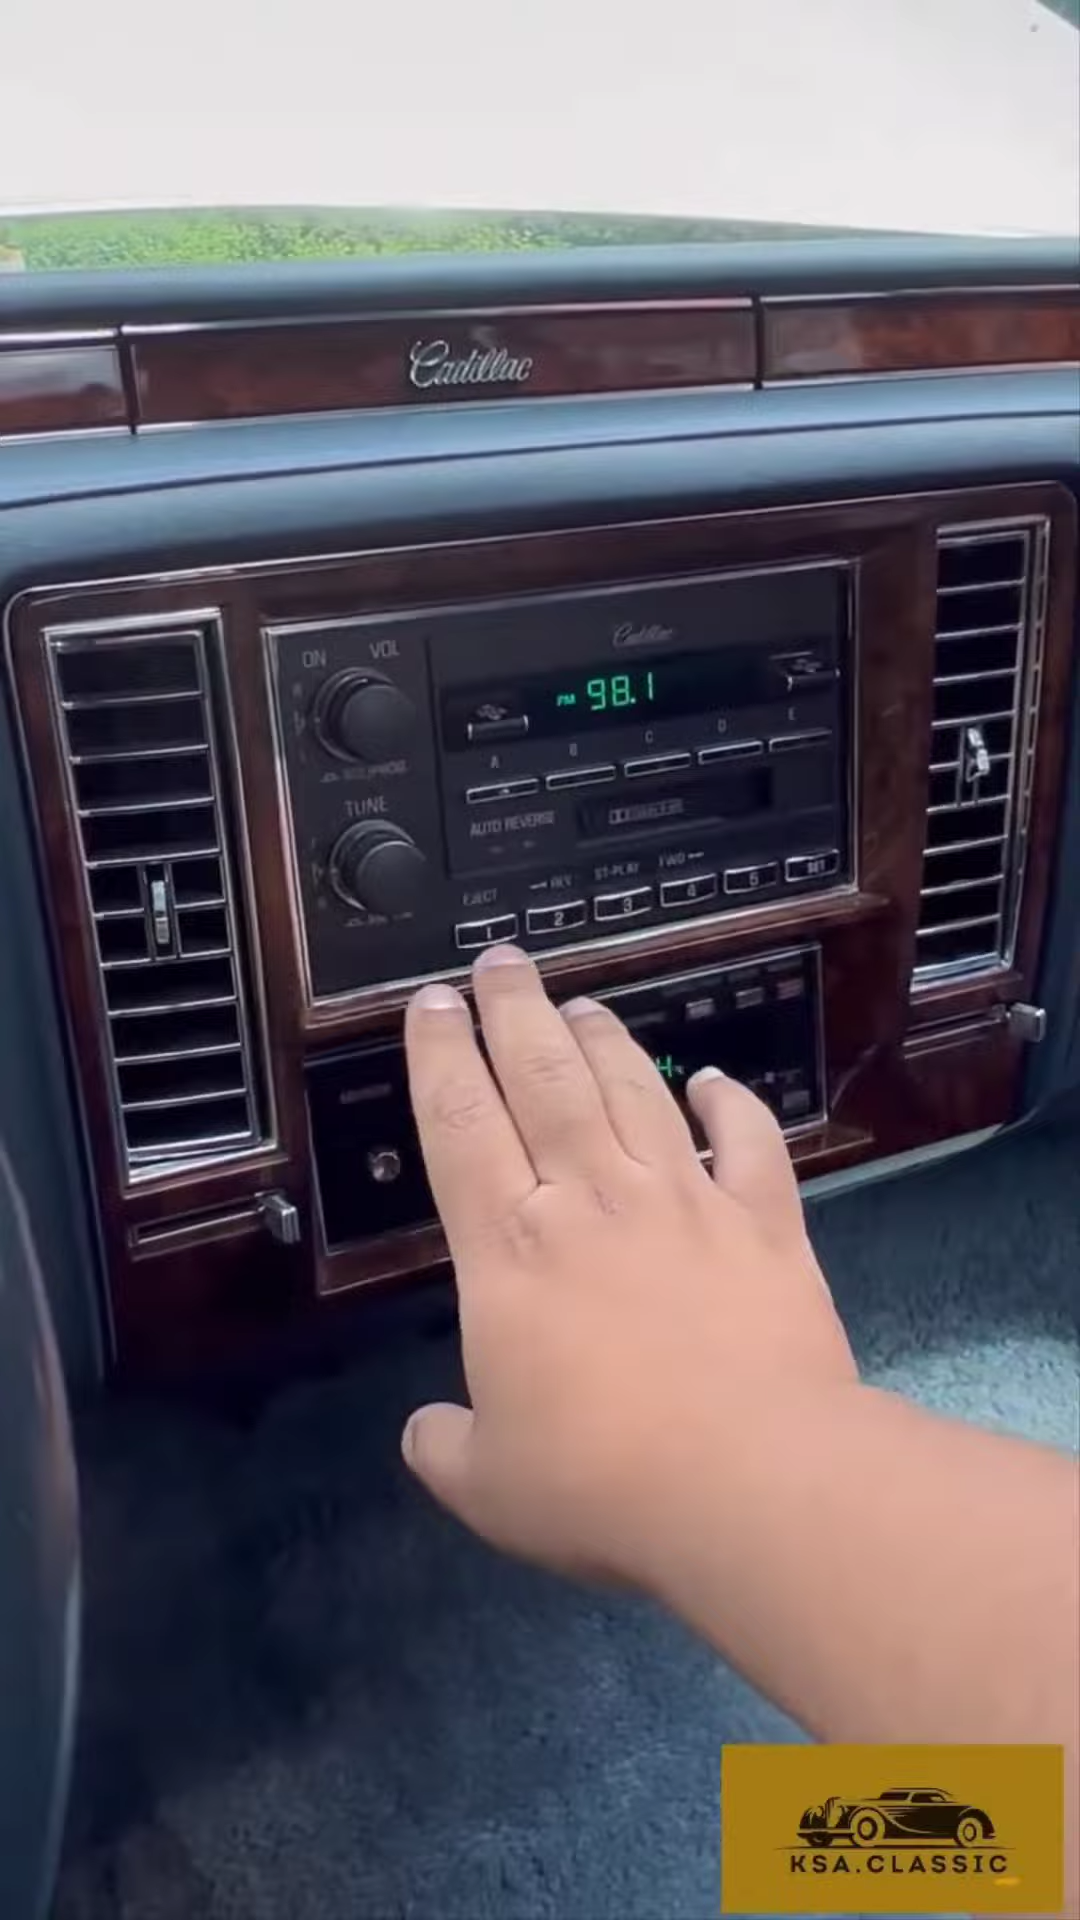 Cadillac
Cadillac
ON VOL
FM 98.1
A B C D E
TUNE
AUTO REVERSE
EJECT REV ST-PLAY FWD
1 2 3 4 5 SET
KSA.CLASSIC